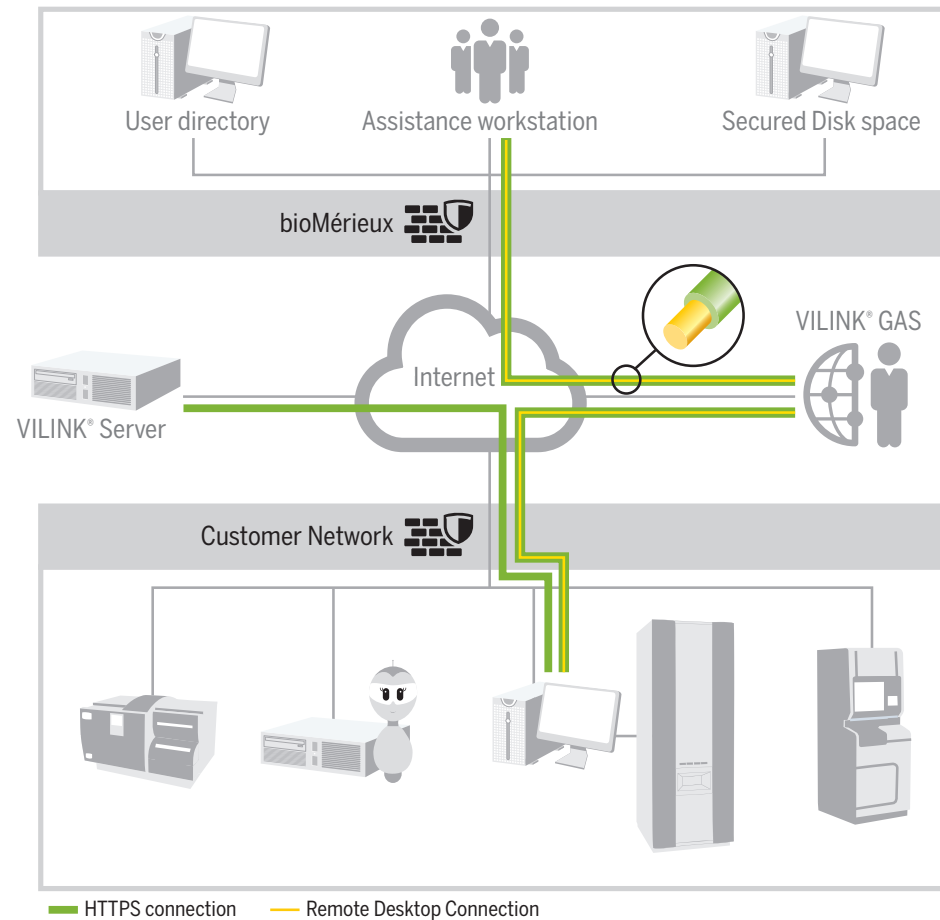 User directory
Assistance workstation
Secured Disk space
bioMérieux
VILINK® GAS
Internet
VILINK® Server
Customer Network
HTTPS connection
Remote Desktop Connection